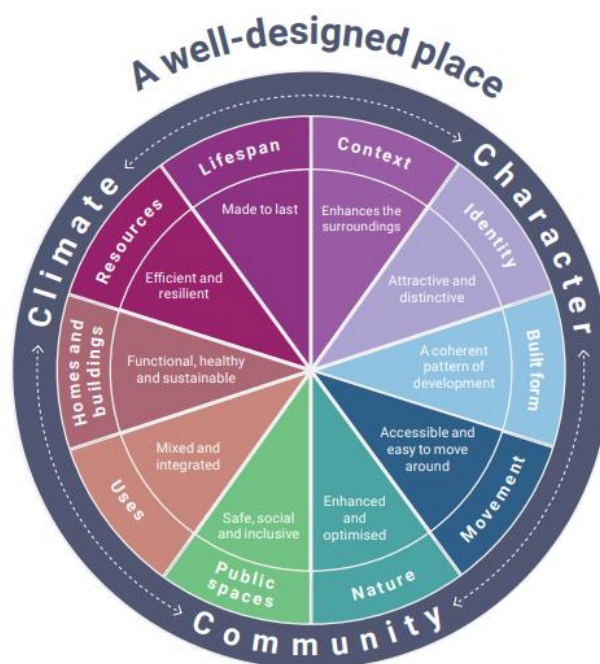 A well-designed place
Climate
Character
Community
Context
Enhances the
surroundings
Identity
Attractive and
distinctive
Built form
A coherent
pattern of
development
Movement
Accessible and
easy to move
around
Nature
Enhanced
and
optimised
Public
spaces
Safe, social
and inclusive
Uses
Mixed and
integrated
Homes and
buildings
Functional, healthy
and sustainable
Resources
Efficient and
resilient
Lifespan
Made to last